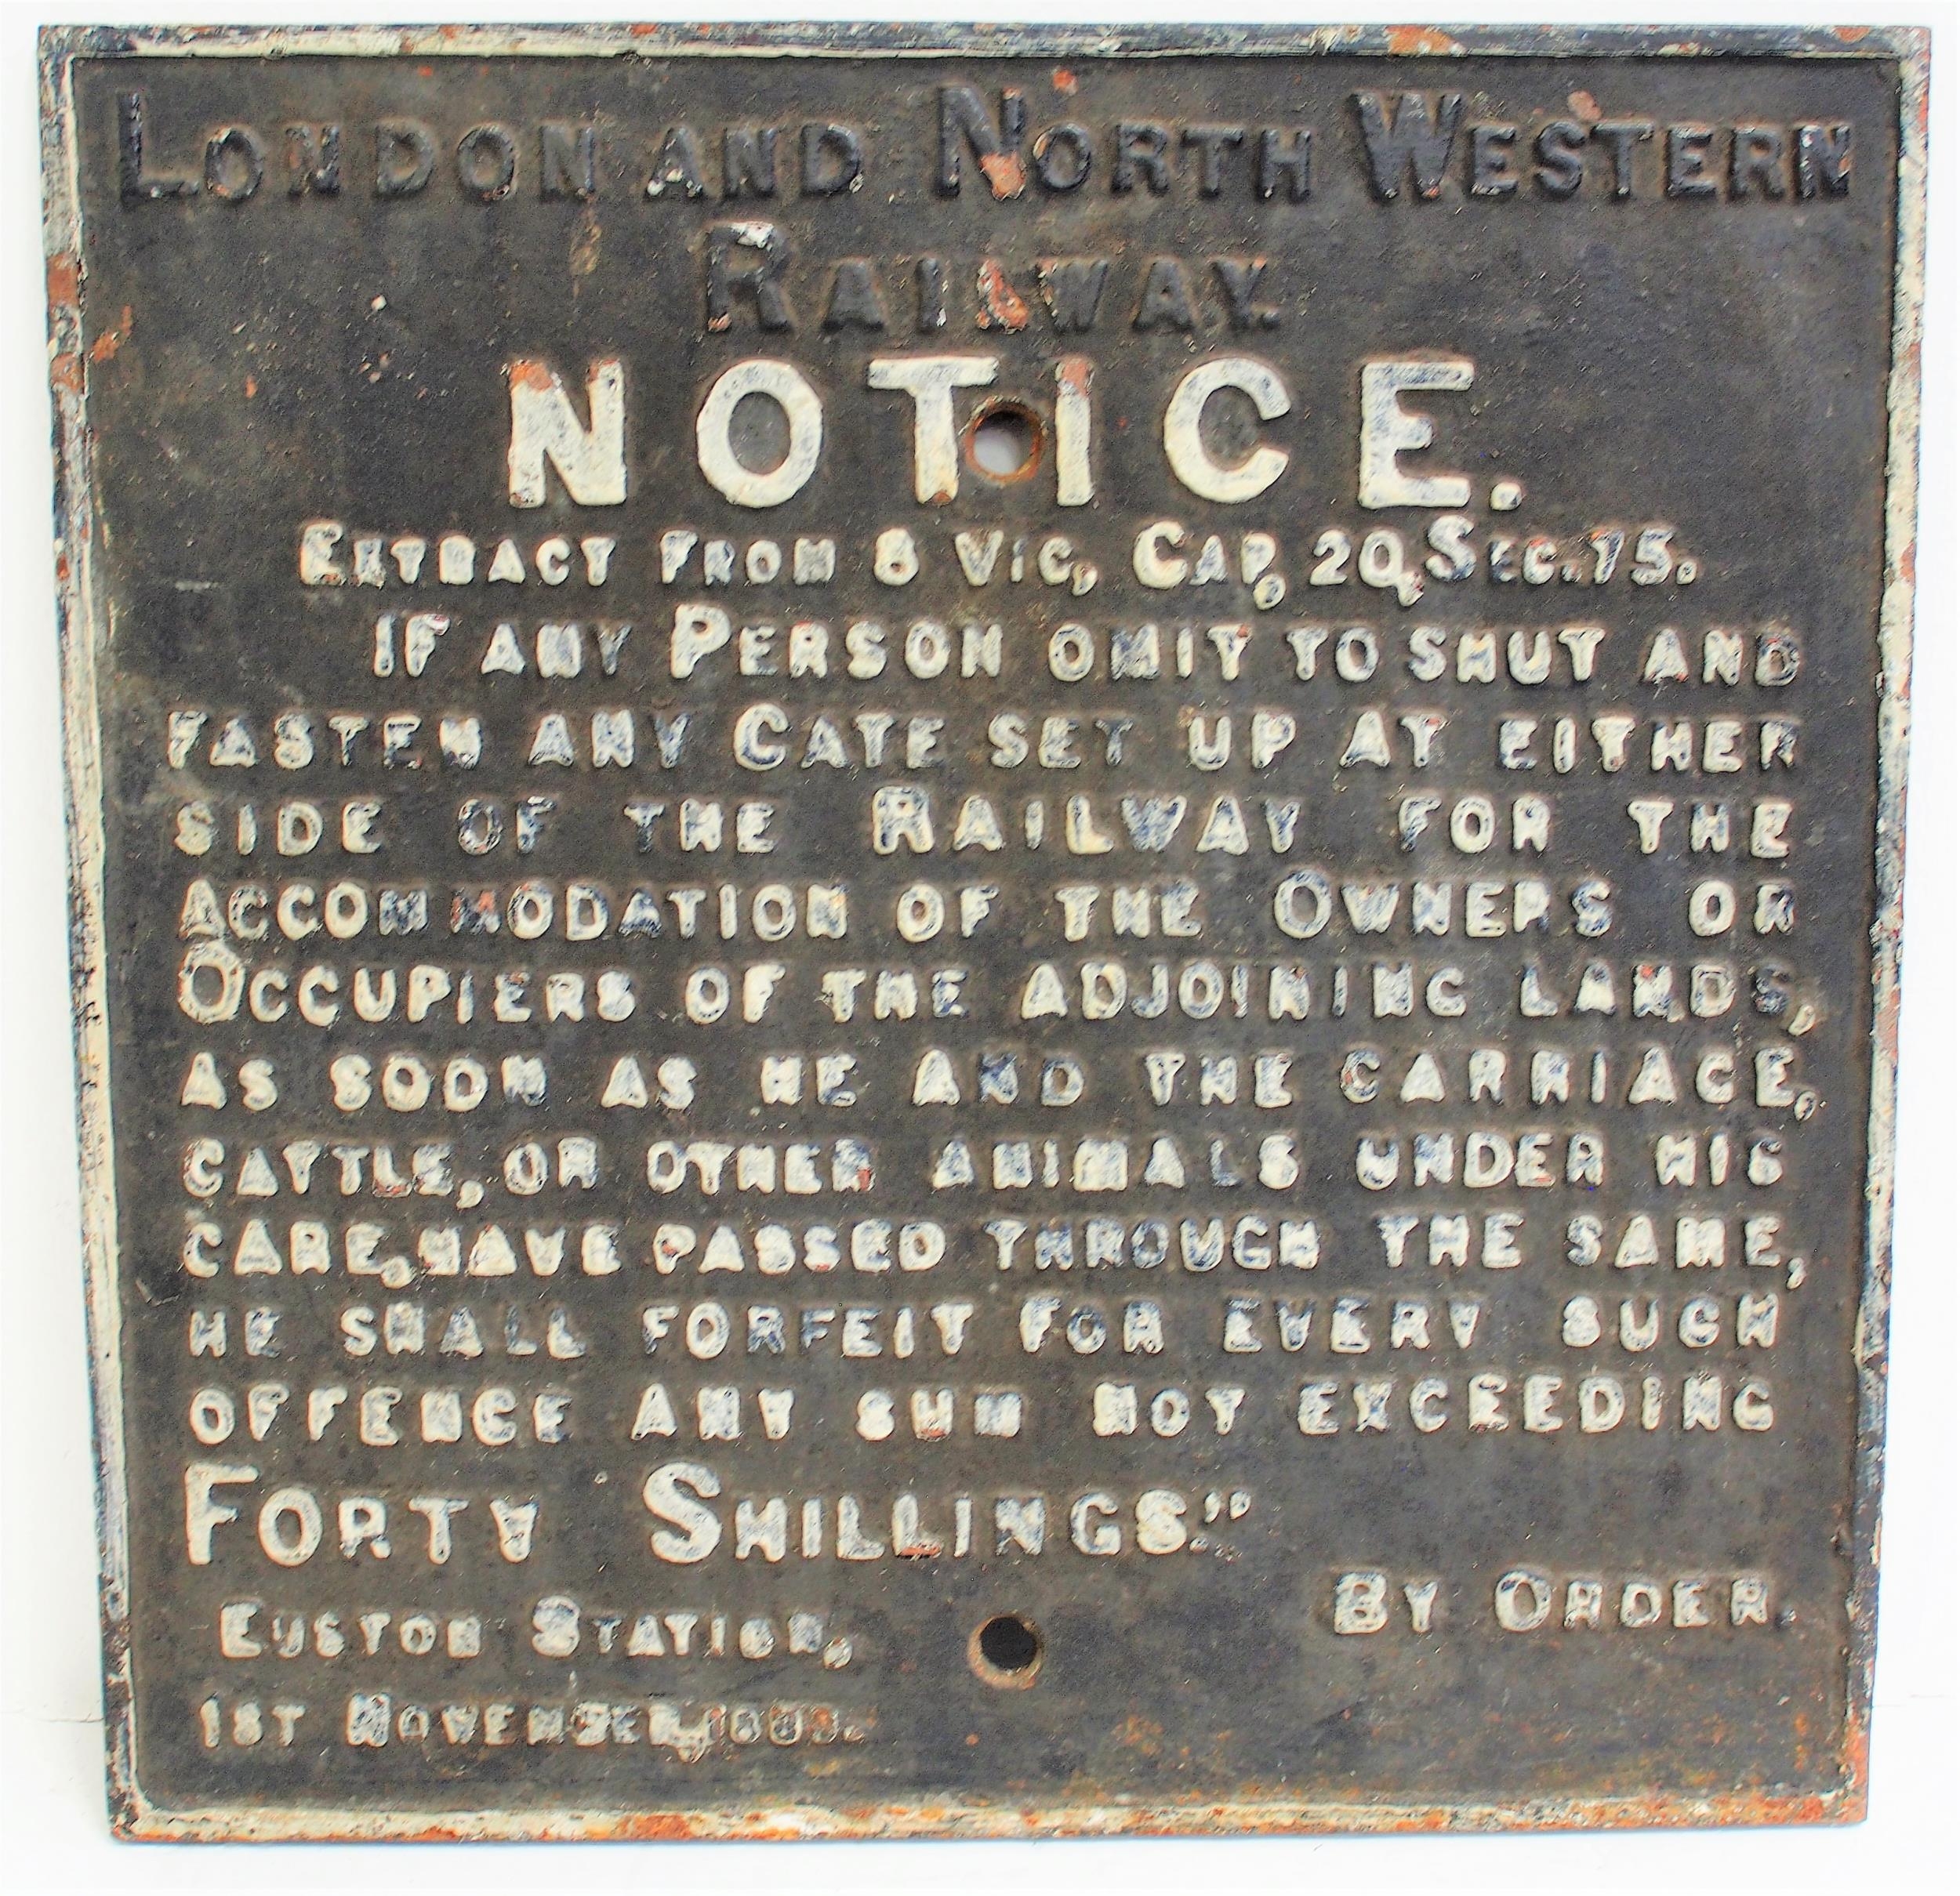 LONDON AND NORTH WESTERN
RAILWAY.
NOTICE.
EXTRACT FROM 8 VIC, CAP, 20, SEC. 75.
IF ANY PERSON OMIT TO SHUT AND
FASTEN ANY GATE SET UP AT EITHER
SIDE OF THE RAILWAY FOR THE
ACCOMMODATION OF THE OWNERS OR
OCCUPIERS OF THE ADJOINING LANDS,
AS SOON AS HE AND THE CARRIAGE,
CATTLE, OR OTHER ANIMALS UNDER HIS
CARE, HAVE PASSED THROUGH THE SAME,
HE SHALL FORFEIT FOR EVERY SUCH
OFFENCE ANY SUM NOT EXCEEDING
FORTY SHILLINGS."
BY ORDER.
EUSTON STATION,
1ST NOVEMBER,